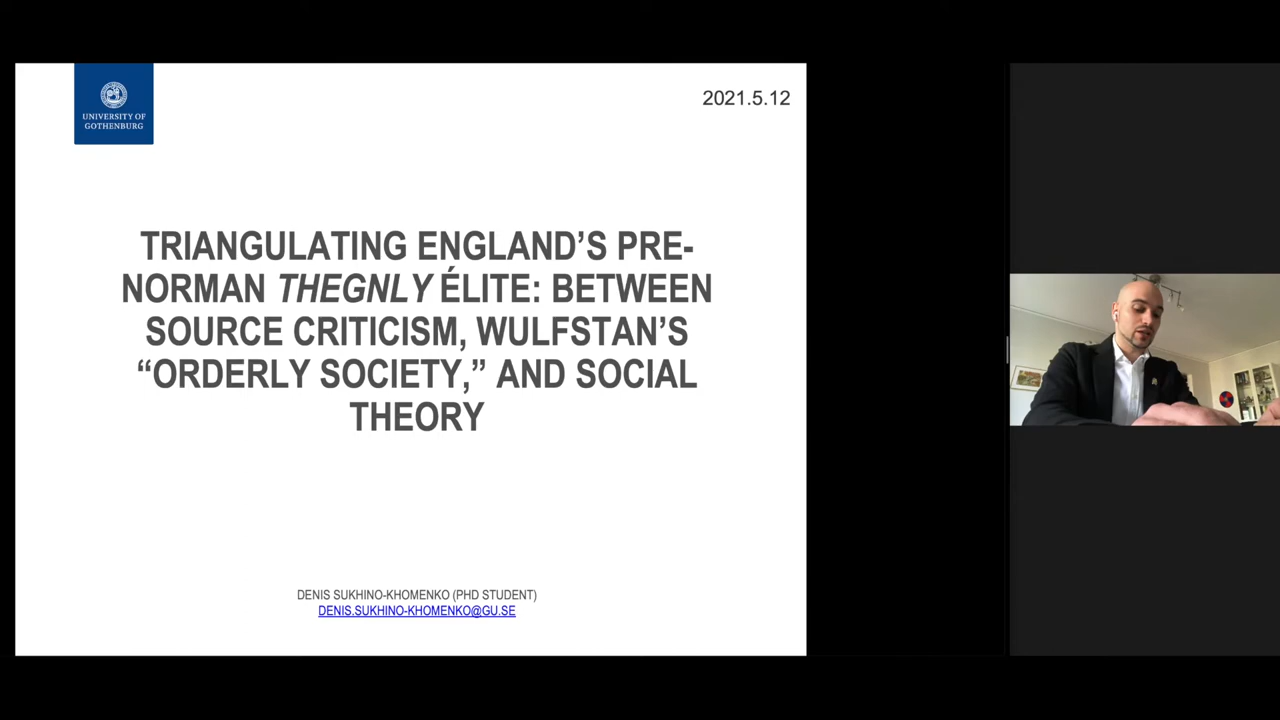 UNIVERSITY OF
GOTHENBURG
2021.5.12
TRIANGULATING ENGLAND’S PRE-
NORMAN THEGNLY ÉLITE: BETWEEN
SOURCE CRITICISM, WULFSTAN’S
“ORDERLY SOCIETY,” AND SOCIAL
THEORY
DENIS SUKHINO-KHOMENKO (PHD STUDENT)
DENIS.SUKHINO-KHOMENKO@GU.SE